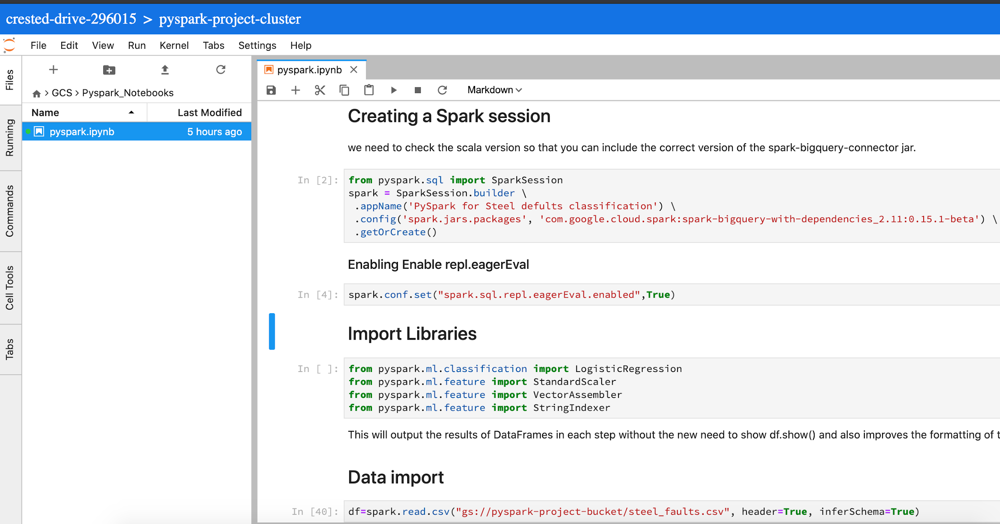 crested-drive-296015 > pyspark-project-cluster
File Edit View Run Kernel Tabs Settings Help
Files
Running
Commands
Cell Tools
Tabs
> GCS > Pyspark_Notebooks
Name Last Modified
pyspark.ipynb 5 hours ago
pyspark.ipynb
Markdown
Creating a Spark session
we need to check the scala version so that you can include the correct version of the spark-bigquery-connector jar.
In [2]: from pyspark.sql import SparkSession
spark = SparkSession.builder \
.appName('PySpark for Steel defults classification') \
.config('spark.jars.packages', 'com.google.cloud.spark:spark-bigquery-with-dependencies_2.11:0.15.1-beta') \
.getOrCreate()
Enabling Enable repl.eagerEval
In [4]: spark.conf.set("spark.sql.repl.eagerEval.enabled",True)
Import Libraries
In [ ]: from pyspark.ml.classification import LogisticRegression
from pyspark.ml.feature import StandardScaler
from pyspark.ml.feature import VectorAssembler
from pyspark.ml.feature import StringIndexer
This will output the results of DataFrames in each step without the new need to show df.show() and also improves the formatting of
Data import
In [40]: df=spark.read.csv("gs://pyspark-project-bucket/steel_faults.csv", header=True, inferSchema=True)